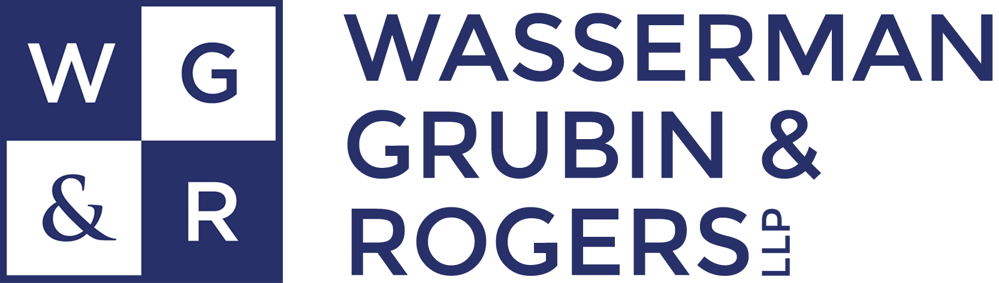 W G
& R
WASSERMAN
GRUBIN &
ROGERS LLP